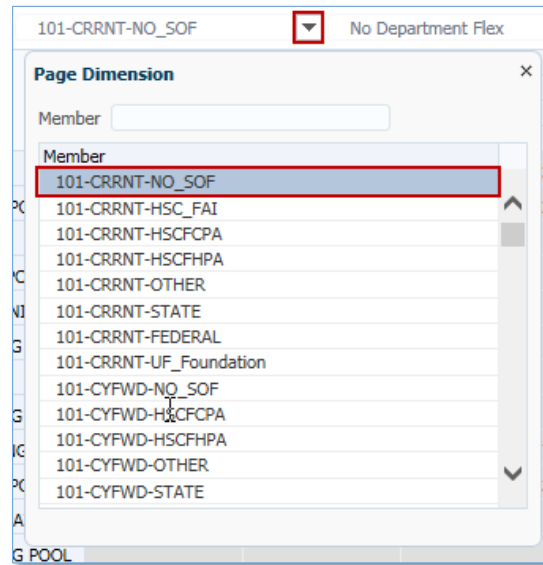 101-CRRNT-NO_SOF No Department Flex
Page Dimension ×
Member
Member
101-CRRNT-NO_SOF
101-CRRNT-HSC_FAI
101-CRRNT-HSCFCPA
101-CRRNT-HSCFHPA
101-CRRNT-OTHER
101-CRRNT-STATE
101-CRRNT-FEDERAL
101-CRRNT-UF_Foundation
101-CYFWD-NO_SOF
101-CYFWD-HSCFCPA
101-CYFWD-HSCFHPA
101-CYFWD-OTHER
101-CYFWD-STATE
G POOL